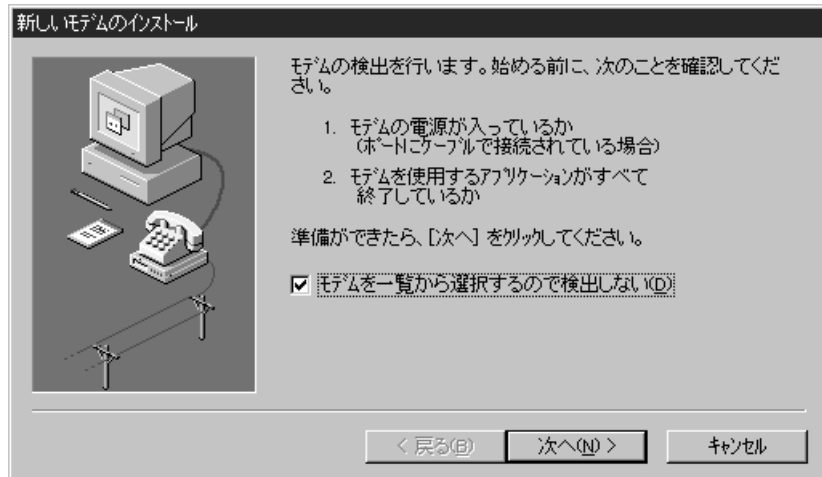 新しいﾓﾃﾞﾑのｲﾝｽﾄｰﾙ
ﾓﾃﾞﾑの検出を行います。始める前に、次のことを確認してくだ
さい。
1. ﾓﾃﾞﾑの電源が入っているか
(ﾎﾟｰﾄにｹｰﾌﾞﾙで接続されている場合)
2. ﾓﾃﾞﾑを使用するｱﾌﾟﾘｹｰｼｮﾝがすべて
終了しているか
準備ができたら、[次へ] をｸﾘｯｸしてください。
ﾓﾃﾞﾑを一覧から選択するので検出しない(D)
< 戻る(B)
次へ(N) >
ｷｬﾝｾﾙ